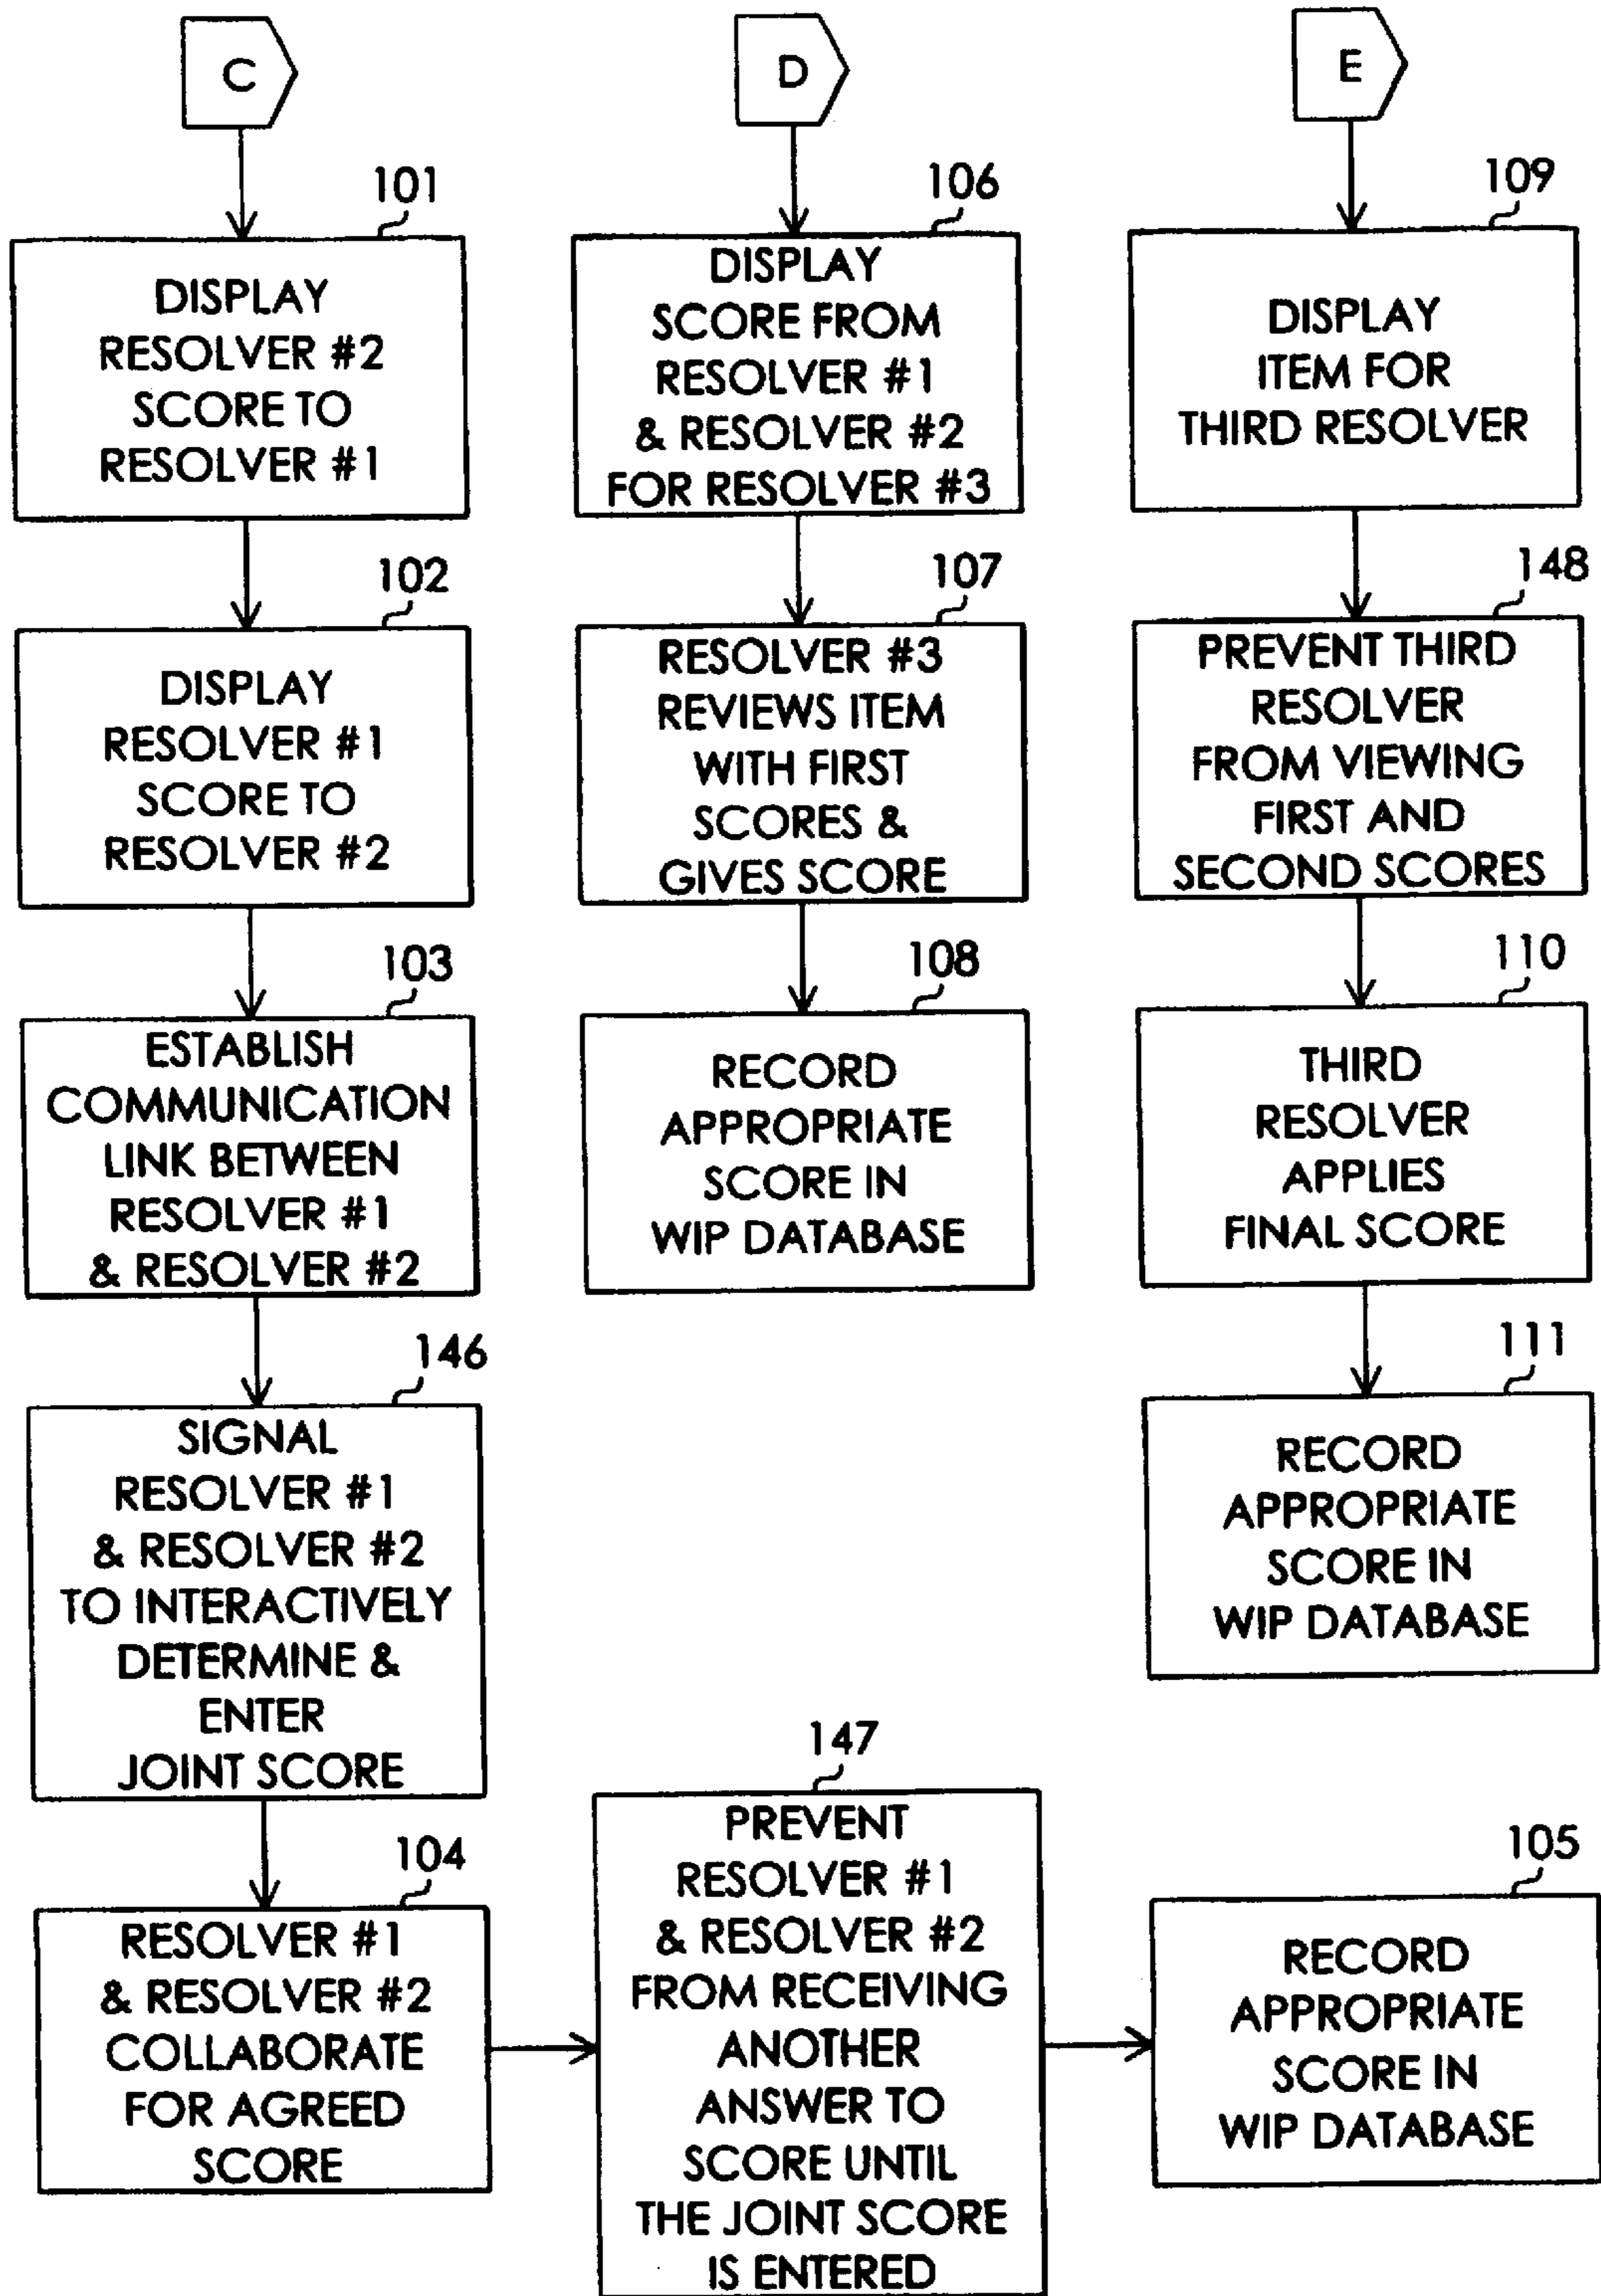 C
101
DISPLAY
RESOLVER #2
SCORE TO
RESOLVER #1
102
DISPLAY
RESOLVER #1
SCORE TO
RESOLVER #2
103
ESTABLISH
COMMUNICATION
LINK BETWEEN
RESOLVER #1
& RESOLVER #2
146
SIGNAL
RESOLVER #1
& RESOLVER #2
TO INTERACTIVELY
DETERMINE &
ENTER
JOINT SCORE
104
RESOLVER #1
& RESOLVER #2
COLLABORATE
FOR AGREED
SCORE
147
PREVENT
RESOLVER #1
& RESOLVER #2
FROM RECEIVING
ANOTHER
ANSWER TO
SCORE UNTIL
THE JOINT SCORE
IS ENTERED
105
RECORD
APPROPRIATE
SCORE IN
WIP DATABASE
D
106
DISPLAY
SCORE FROM
RESOLVER #1
& RESOLVER #2
FOR RESOLVER #3
107
RESOLVER #3
REVIEWS ITEM
WITH FIRST
SCORES &
GIVES SCORE
108
RECORD
APPROPRIATE
SCORE IN
WIP DATABASE
E
109
DISPLAY
ITEM FOR
THIRD RESOLVER
148
PREVENT THIRD
RESOLVER
FROM VIEWING
FIRST AND
SECOND SCORES
110
THIRD
RESOLVER
APPLIES
FINAL SCORE
111
RECORD
APPROPRIATE
SCORE IN
WIP DATABASE